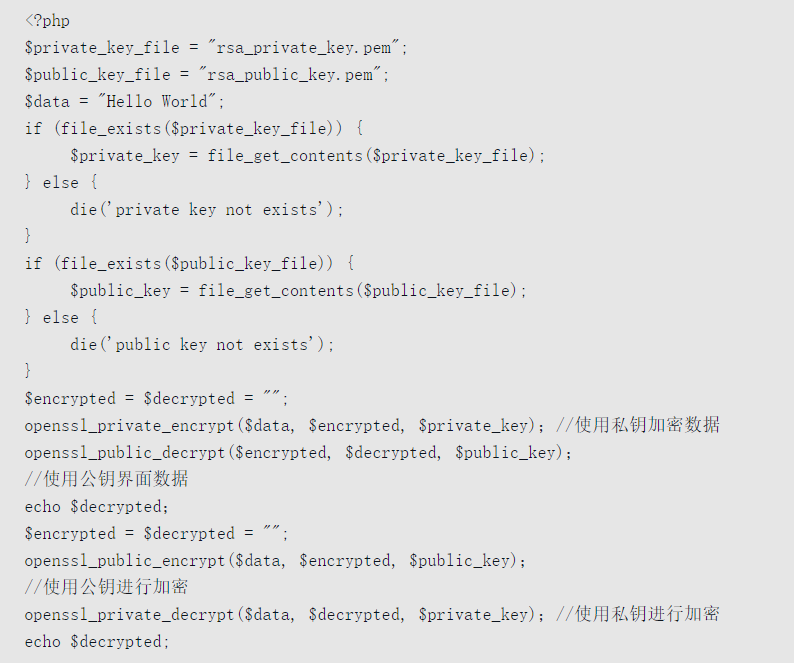 <?php
$private_key_file = "rsa_private_key.pem";
$public_key_file = "rsa_public_key.pem";
$data = "Hello World";
if (file_exists($private_key_file)) {
     $private_key = file_get_contents($private_key_file);
} else {
     die('private key not exists');
}
if (file_exists($public_key_file)) {
     $public_key = file_get_contents($public_key_file);
} else {
     die('public key not exists');
}
$encrypted = $decrypted = "";
openssl_private_encrypt($data, $encrypted, $private_key); //使用私钥加密数据
openssl_public_decrypt($encrypted, $decrypted, $public_key);
//使用公钥界面数据
echo $decrypted;
$encrypted = $decrypted = "";
openssl_public_encrypt($data, $encrypted, $public_key);
//使用公钥进行加密
openssl_private_decrypt($data, $decrypted, $private_key); //使用私钥进行加密
echo $decrypted;